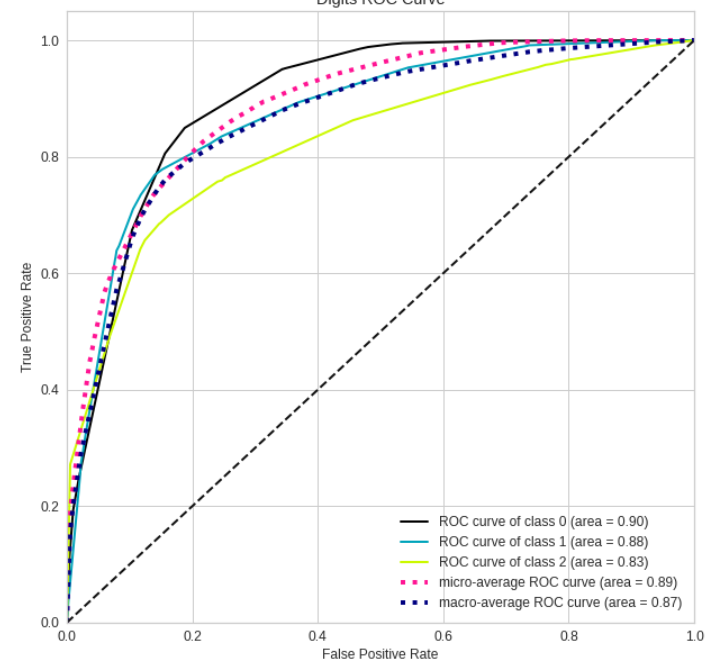 Digits ROC Curve
1.0
0.8
0.6
0.4
0.2
0.0
True Positive Rate
ROC curve of class 0 (area = 0.90)
ROC curve of class 1 (area = 0.88)
ROC curve of class 2 (area = 0.83)
micro-average ROC curve (area = 0.89)
macro-average ROC curve (area = 0.87)
0.0 0.2 0.4 0.6 0.8 1.0
False Positive Rate